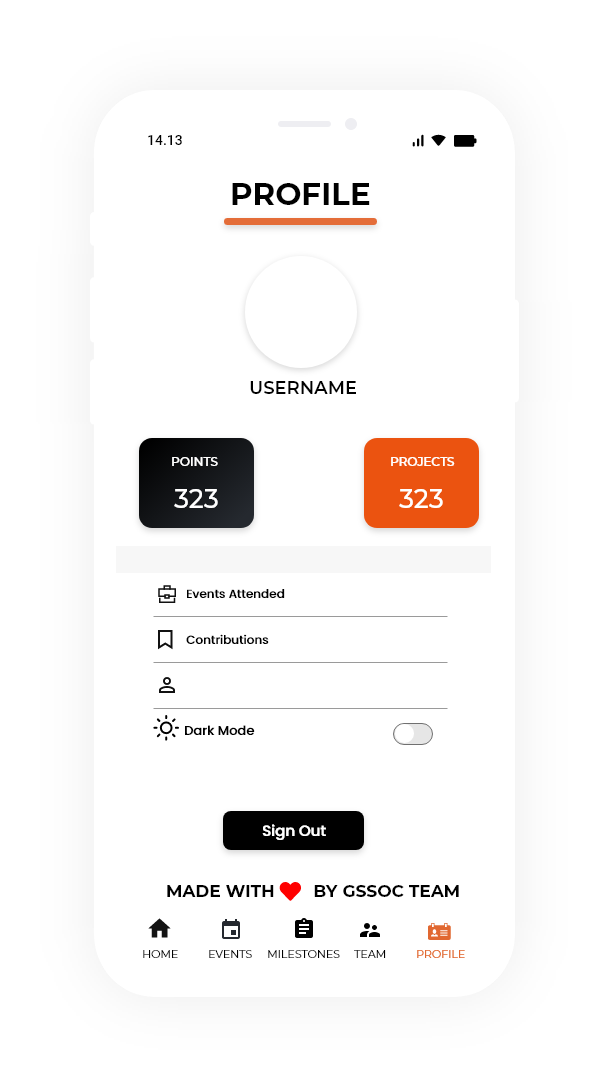 14.13
PROFILE
USERNAME
POINTS PROJECTS
323 323
Events Attended
Contributions
Dark Mode
Sign Out
MADE WITH BY GSSOC TEAM
HOME EVENTS MILESTONES TEAM PROFILE